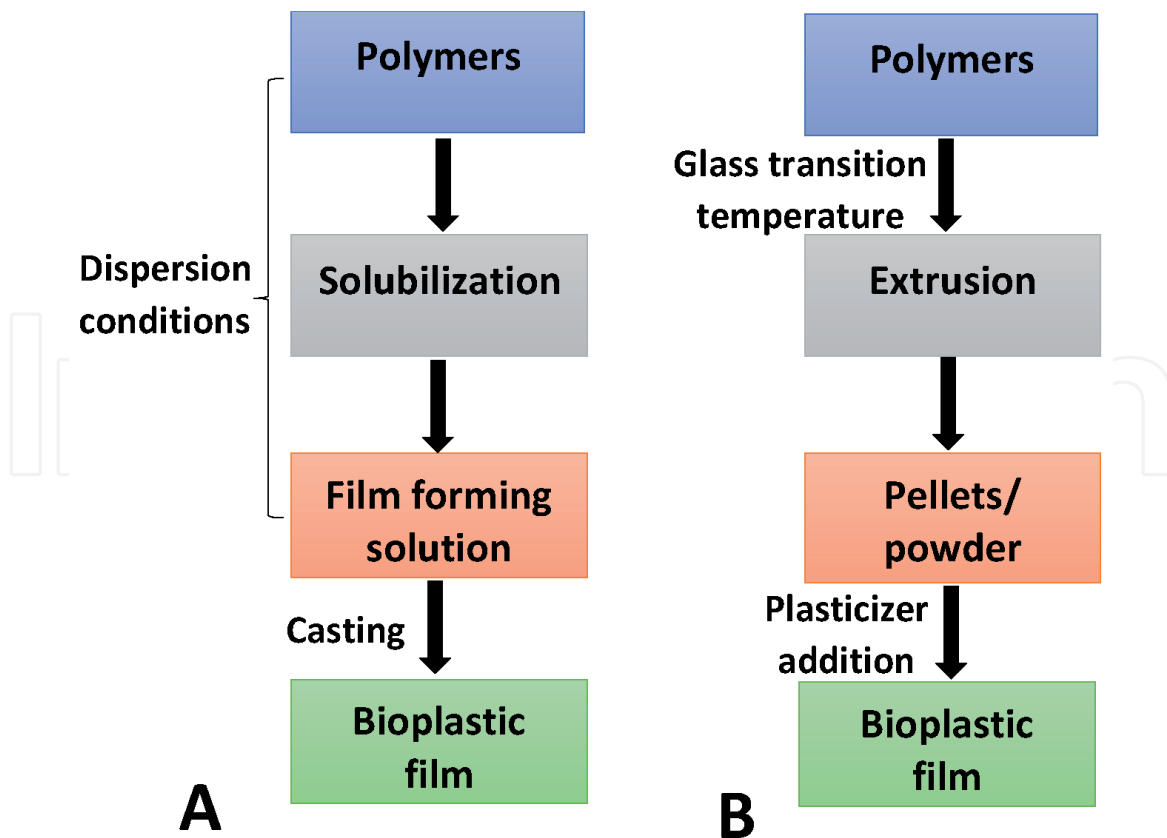 Polymers
Dispersion
conditions
Solubilization
Film forming
solution
Casting
Bioplastic
film
A
Polymers
Glass transition
temperature
Extrusion
Pellets/
powder
Plasticizer
addition
Bioplastic
film
B